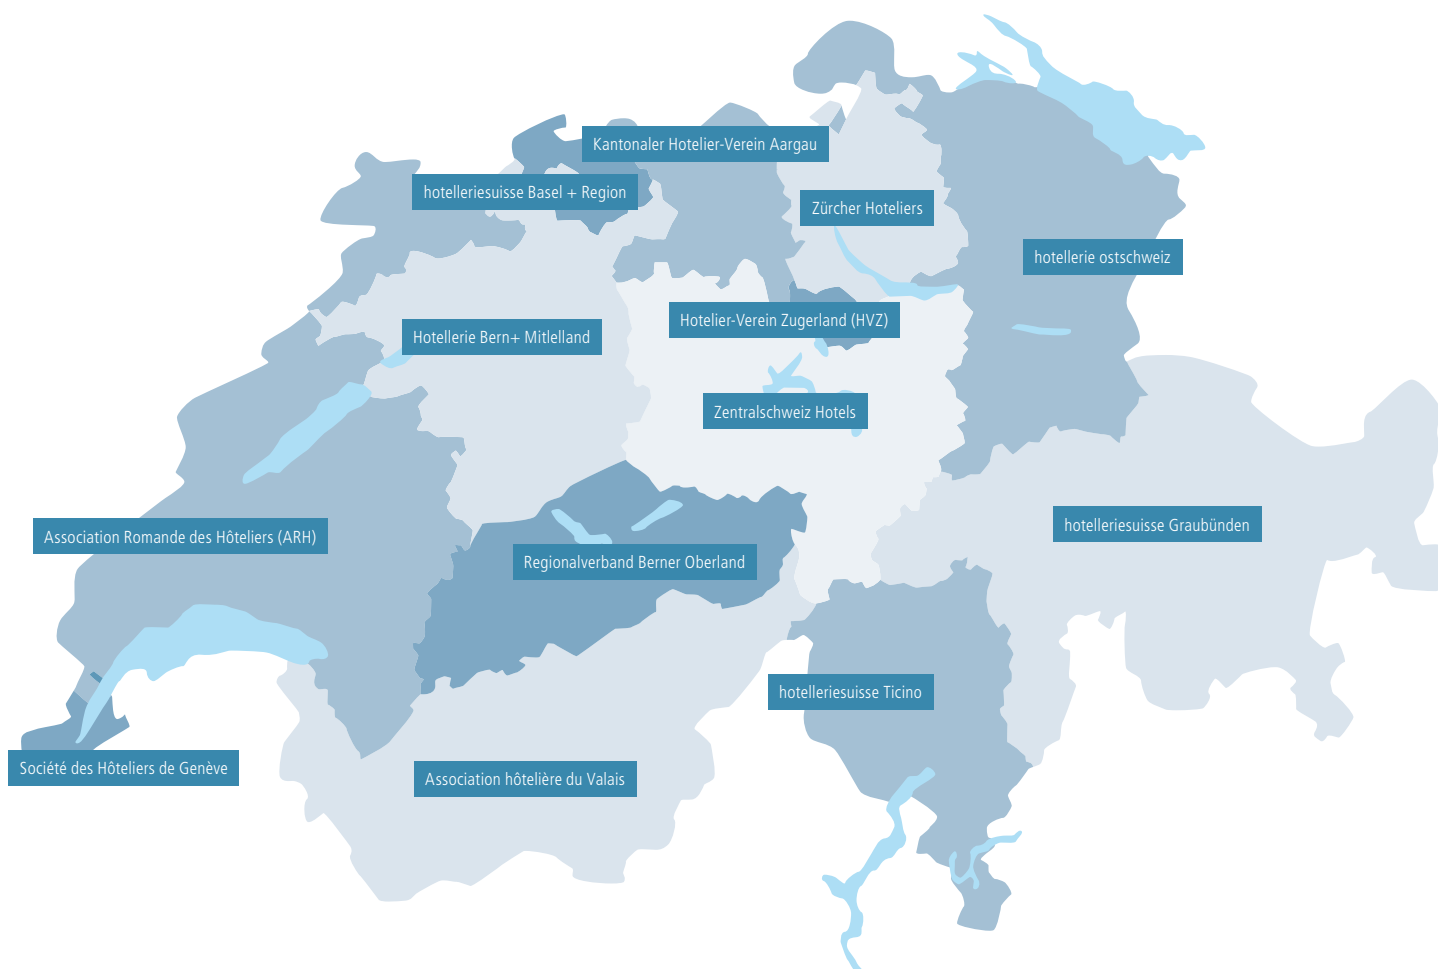 Kantonaler Hotelier-Verein Aargau
hotelleriesuisse Basel + Region
Zürcher Hoteliers
hotellerie ostschweiz
Hotelier-Verein Zugerland (HVZ)
Hotellerie Bern+ Mitlelland
Zentralschweiz Hotels
hotelleriesuisse Graubünden
Association Romande des Hôteliers (ARH)
Regionalverband Berner Oberland
hotelleriesuisse Ticino
Société des Hôteliers de Genève
Association hôtelière du Valais